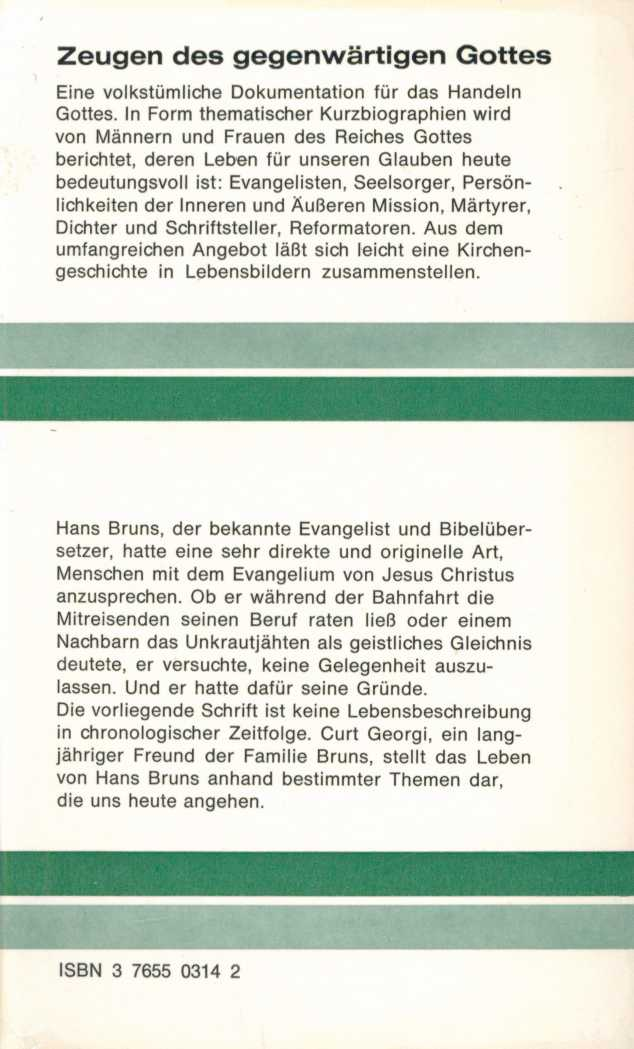 Zeugen des gegenwärtigen Gottes
Eine volkstümliche Dokumentation für das Handeln
Gottes. In Form thematischer Kurzbiographien wird
von Männern und Frauen des Reiches Gottes
berichtet, deren Leben für unseren Glauben heute
bedeutungsvoll ist: Evangelisten, Seelsorger, Persön-
lichkeiten der Inneren und Äußeren Mission, Märtyrer,
Dichter und Schriftsteller, Reformatoren. Aus dem
umfangreichen Angebot läßt sich leicht eine Kirchen-
geschichte in Lebensbildern zusammenstellen.
Hans Bruns, der bekannte Evangelist und Bibelüber-
setzer, hatte eine sehr direkte und originelle Art,
Menschen mit dem Evangelium von Jesus Christus
anzusprechen. Ob er während der Bahnfahrt die
Mitreisenden seinen Beruf raten ließ oder einem
Nachbarn das Unkrautjähten als geistliches Gleichnis
deutete, er versuchte, keine Gelegenheit auszu-
lassen. Und er hatte dafür seine Gründe.
Die vorliegende Schrift ist keine Lebensbeschreibung
in chronologischer Zeitfolge. Curt Georgi, ein lang-
jähriger Freund der Familie Bruns, stellt das Leben
von Hans Bruns anhand bestimmter Themen dar,
die uns heute angehen.
ISBN 3 7655 0314 2